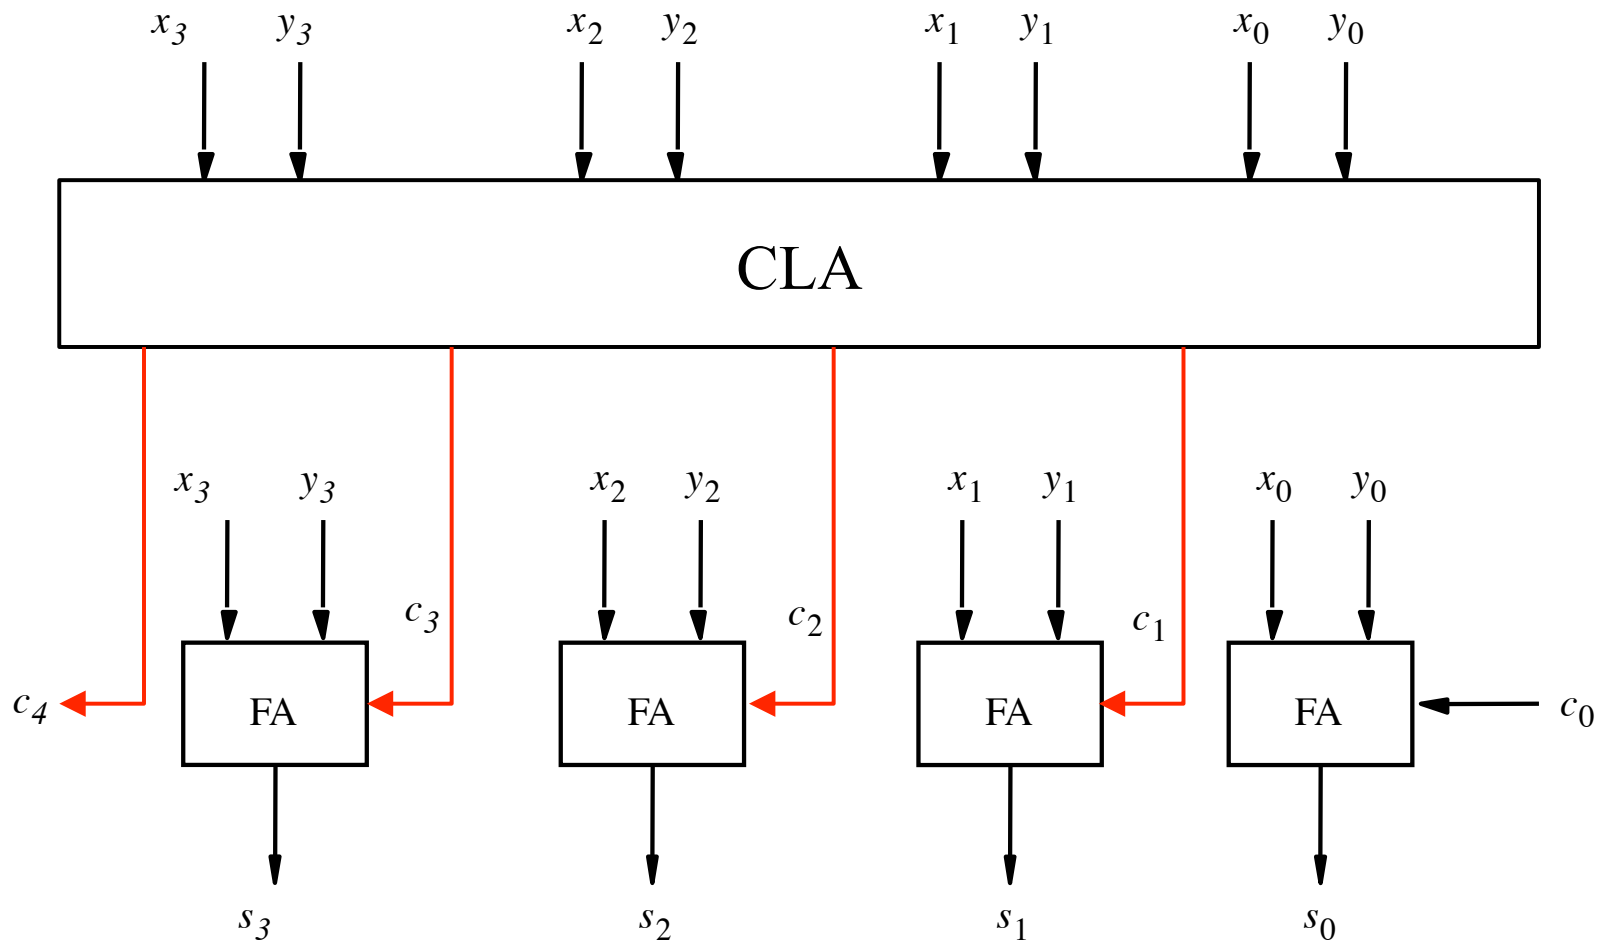 x3 y3 x2 y2 x1 y1 x0 y0
CLA
x3 y3 x2 y2 x1 y1 x0 y0
c3 c2 c1
c4 FA FA FA FA c0
s3 s2 s1 s0